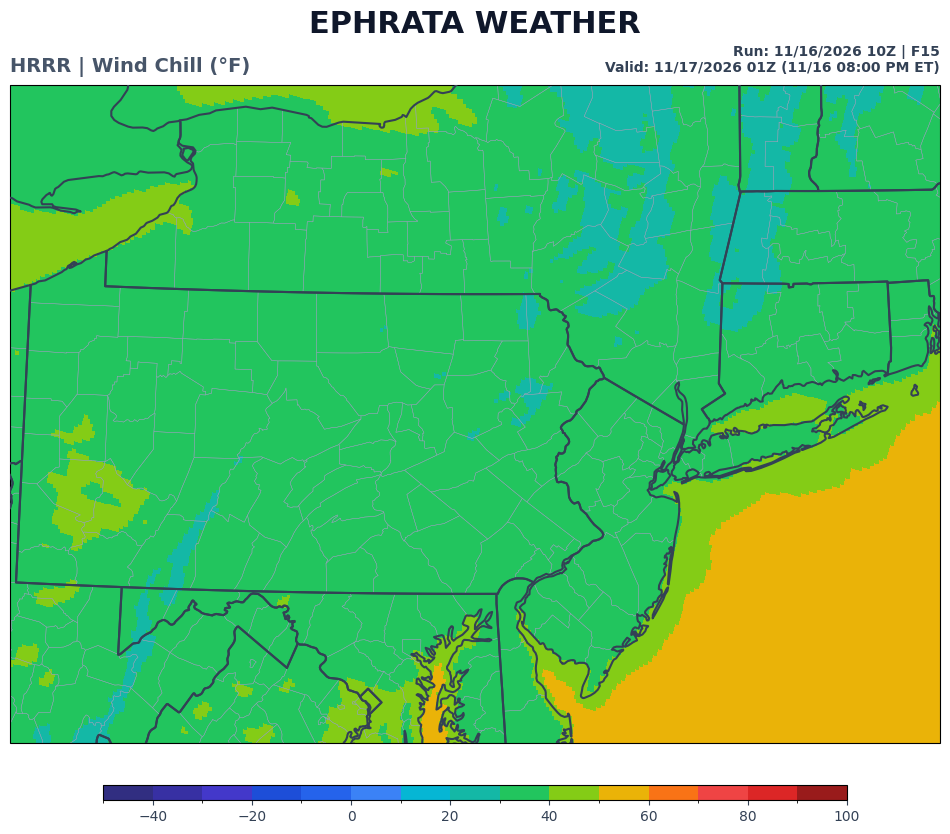 EPHRATA WEATHER
HRRR | Wind Chill (°F)
Run: 11/16/2026 10Z | F15
Valid: 11/17/2026 01Z (11/16 08:00 PM ET)
−40 −20 0 20 40 60 80 100